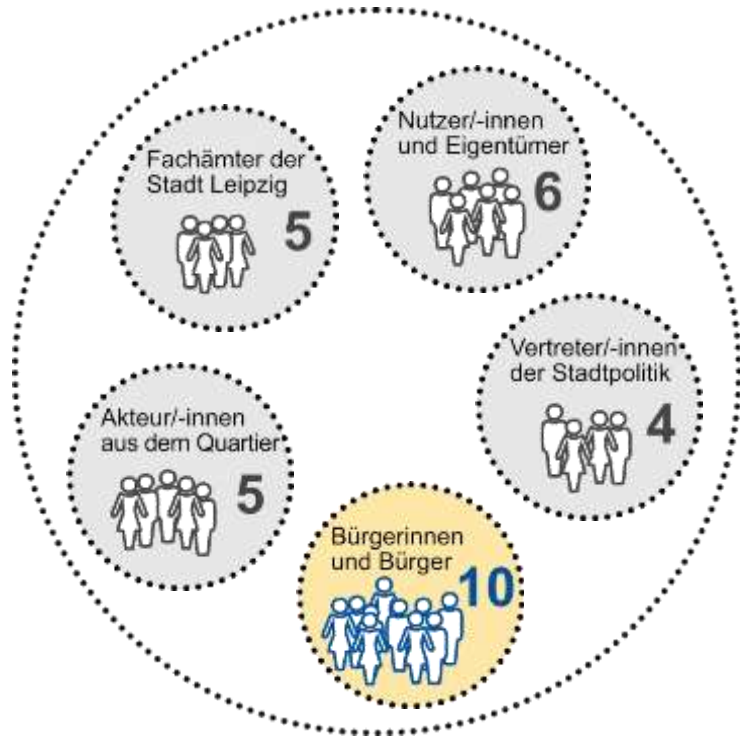 Fachämter der
Stadt Leipzig
5
Nutzer/-innen
und Eigentümer
6
Vertreter/-innen
der Stadtpolitik
4
Akteur/-innen
aus dem Quartier
5
Bürgerinnen
und Bürger
10